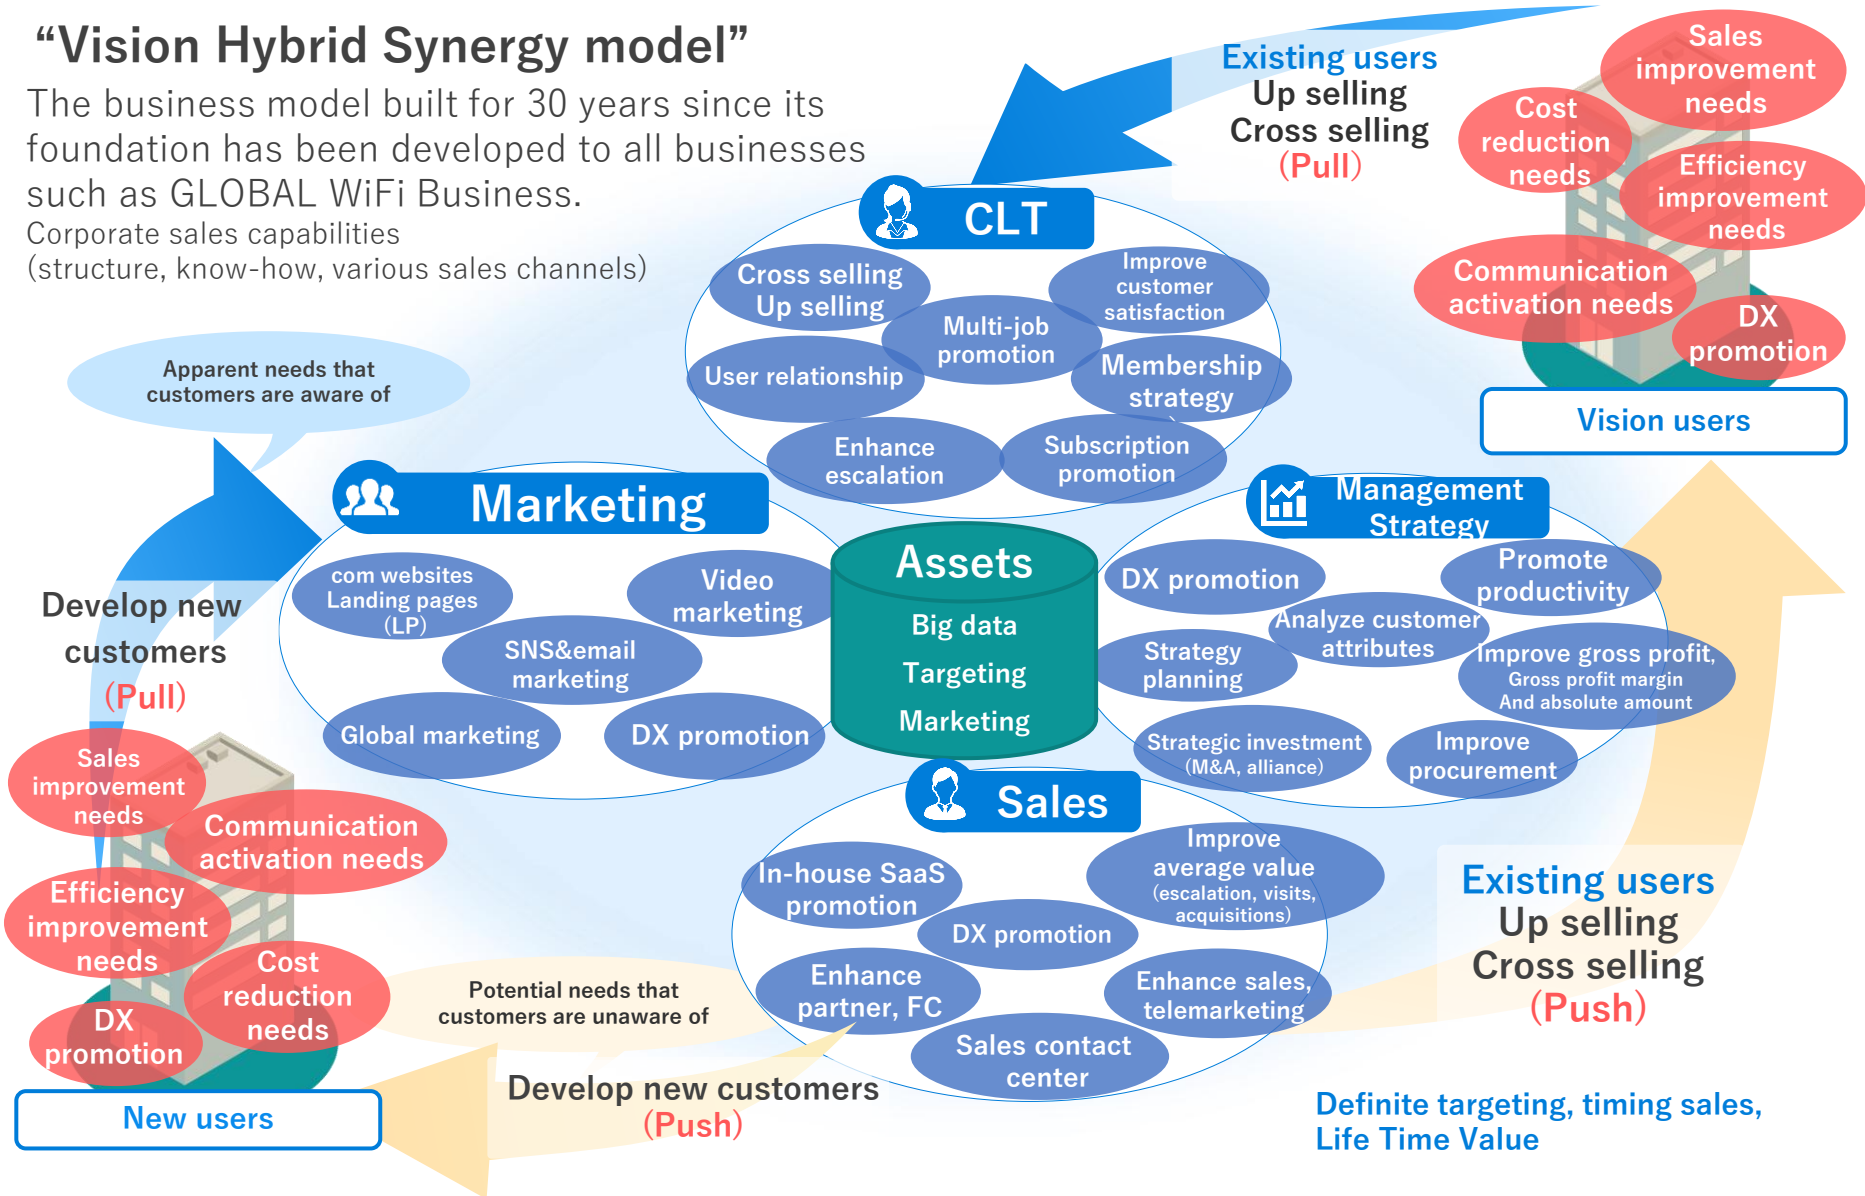 “Vision Hybrid Synergy model”
The business model built for 30 years since its
foundation has been developed to all businesses
such as GLOBAL WiFi Business.
Corporate sales capabilities
(structure, know-how, various sales channels)
Existing users
Up selling
Cross selling
(Pull)
Sales
improvement
needs
Cost
reduction
needs
Efficiency
improvement
needs
Communication
activation needs
DX
promotion
Vision users
CLT
Cross selling
Up selling
Improve
customer
satisfaction
Multi-job
promotion
User relationship
Membership
strategy
Enhance
escalation
Subscription
promotion
Apparent needs that
customers are aware of
Marketing
com websites
Landing pages
(LP)
Video
marketing
SNS&email
marketing
Global marketing
DX promotion
Assets
Big data
Targeting
Marketing
Management
Strategy
DX promotion
Promote
productivity
Analyze customer
attributes
Strategy
planning
Improve gross profit,
Gross profit margin
And absolute amount
Strategic investment
(M&A, alliance)
Improve
procurement
Develop new
customers
(Pull)
Sales
improvement
needs
Communication
activation needs
Efficiency
improvement
needs
Cost
reduction
needs
DX
promotion
New users
Sales
In-house SaaS
promotion
Improve
average value
(escalation, visits,
acquisitions)
DX promotion
Enhance
partner, FC
Enhance sales,
telemarketing
Sales contact
center
Potential needs that
customers are unaware of
Develop new customers
(Push)
Existing users
Up selling
Cross selling
(Push)
Definite targeting, timing sales,
Life Time Value